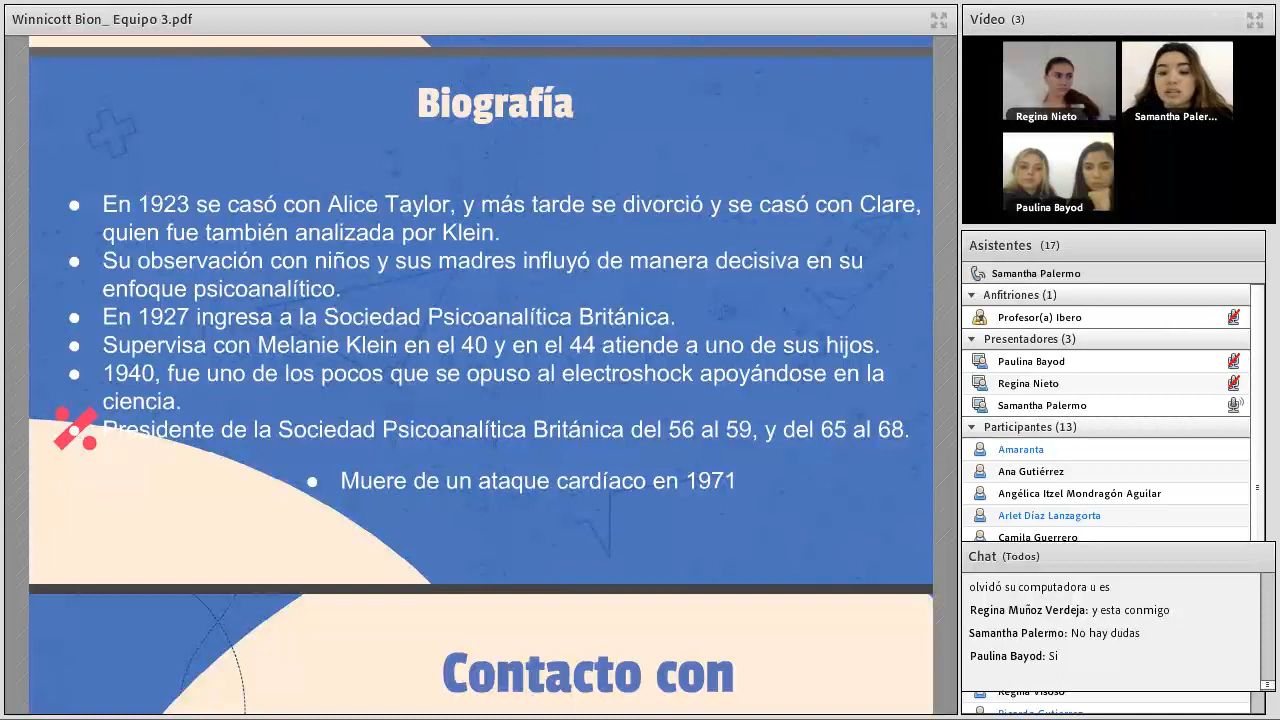 Winnicott Bion_ Equipo 3.pdf
Biografía
En 1923 se casó con Alice Taylor, y más tarde se divorció y se casó con Clare,
quien fue también analizada por Klein.
Su observación con niños y sus madres influyó de manera decisiva en su
enfoque psicoanalítico.
En 1927 ingresa a la Sociedad Psicoanalítica Británica.
Supervisa con Melanie Klein en el 40 y en el 44 atiende a uno de sus hijos.
1940, fue uno de los pocos que se opuso al electroshock apoyándose en la
ciencia.
Presidente de la Sociedad Psicoanalítica Británica del 56 al 59, y del 65 al 68.
Muere de un ataque cardíaco en 1971
Contacto con
Vídeo (3)
Regina Nieto
Samantha Paler...
Paulina Bayod
Asistentes (17)
Samantha Palermo
Anfitriones (1)
Profesor(a) Ibero
Presentadores (3)
Paulina Bayod
Regina Nieto
Samantha Palermo
Participantes (13)
Amaranta
Ana Gutiérrez
Angélica Itzel Mondragón Aguilar
Arlet Díaz Lanzagorta
Camila Guerrero
Chat (Todos)
olvidó su computadora u es
Regina Muñoz Verdeja: y esta conmigo
Samantha Palermo: No hay dudas
Paulina Bayod: Si
Regina Visoso
Ricardo Gutierrez